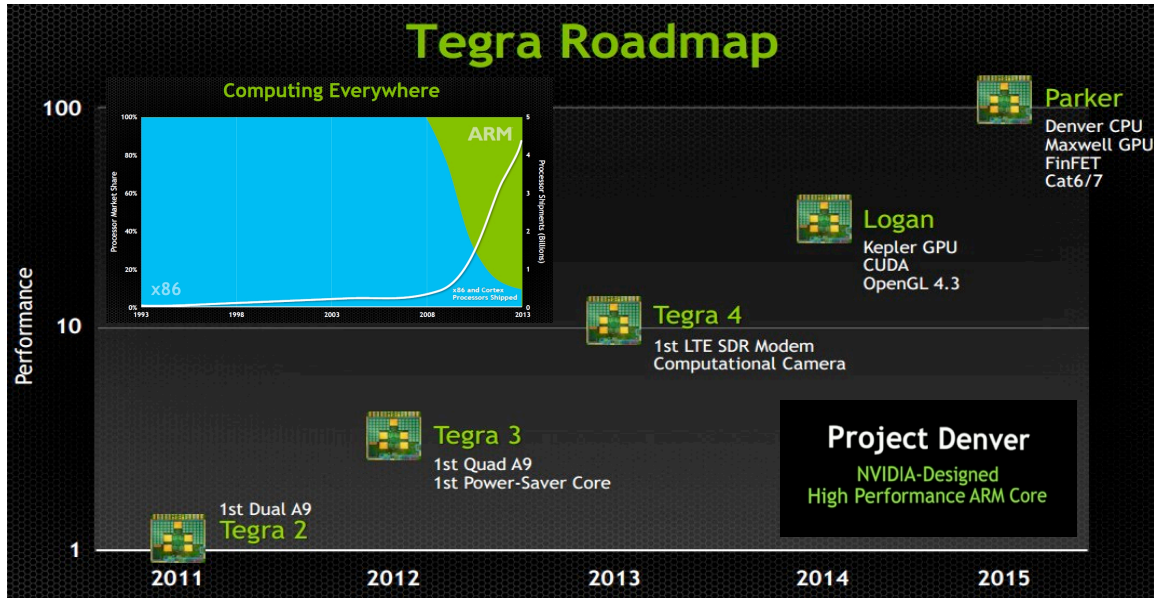 Tegra Roadmap
Computing Everywhere
100%
80%
60%
40%
20%
0%
Processor Market Share
ARM
x86
x86 and Cortex
Processors Shipped
5
4
3
2
1
0
Processor Shipments (Billions)
1993
1998
2003
2008
2013
Performance
100
10
1
Parker
Denver CPU
Maxwell GPU
FinFET
Cat6/7
Logan
Kepler GPU
CUDA
OpenGL 4.3
Tegra 4
1st LTE SDR Modem
Computational Camera
Tegra 3
1st Quad A9
1st Power-Saver Core
1st Dual A9
Tegra 2
Project Denver
NVIDIA-Designed
High Performance ARM Core
2011
2012
2013
2014
2015